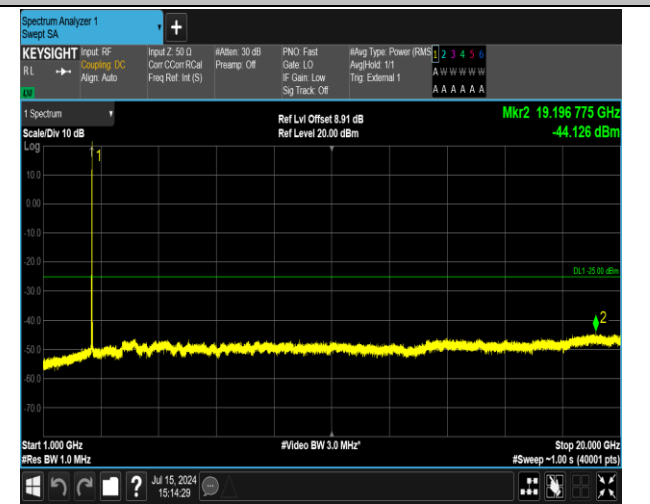 Spectrum Analyzer 1
Swept SA
+
KEYSIGHT Input: RF Input Z: 50 Ω #Atten: 30 dB PNO: Fast #Avg Type: Power (RMS 1 2 3 4 5 6
RL Coupling: DC Corr CCorr RCal Preamp: Off Gate: LO Avg|Hold: 1/1 A W W W W W
Align: Auto Freq Ref: Int (S) IF Gain: Low Trig: External 1
LW Sig Track: Off A A A A A A
1 Spectrum Ref Lvl Offset 8.91 dB Mkr2 19.196 775 GHz
Scale/Div 10 dB Ref Level 20.00 dBm -44.126 dBm
Log
1
10.0
0.00
-10.0
-20.0
DL1 -25.00 dBm
-30.0
-40.0
2
-50.0
-60.0
-70.0
Start 1.000 GHz #Video BW 3.0 MHz* Stop 20.000 GHz
#Res BW 1.0 MHz #Sweep ~1.00 s (40001 pts)
? Jul 15, 2024
15:14:29